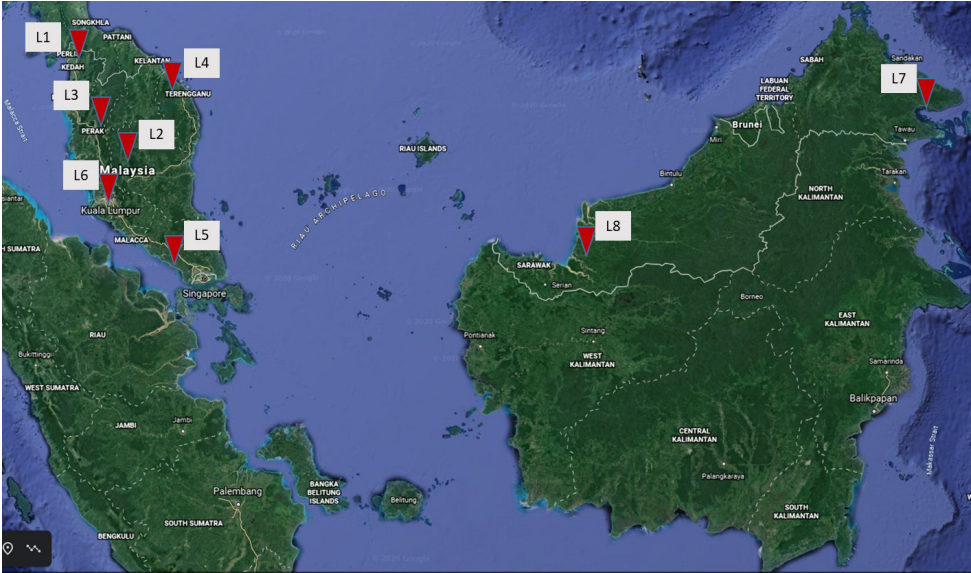 SONGKHLA
L1
PATTANI
PERLI
KEDAH
KELANTAN
L4
TERENGGANU
L3
PERAK
L2
Malaysia
L6
Kuala Lumpur
Malacca Strait
MALACCA
L5
Singapore
siantar
H SUMATRA
RIAU
Bukittinggi
WEST SUMATRA
JAMBI
Jambi
Palembang
SOUTH SUMATRA
BENGKULU
BANGKA
BELITUNG
ISLANDS
Belitung
RIAU ISLANDS
RIAU ARCHIPELAGO
SABAH
Sandakan
L7
LABUAN
FEDERAL
TERRITORY
Brunei
Miri
Tawau
Tarakan
Bintulu
NORTH
KALIMANTAN
L8
SARAWAK
Serian
Borneo
Pontianak
Sintang
WEST
KALIMANTAN
EAST
KALIMANTAN
Samarinda
Balikpapan
CENTRAL
KALIMANTAN
Palangkaraya
SOUTH
KALIMANTAN
Makassar Strait
W